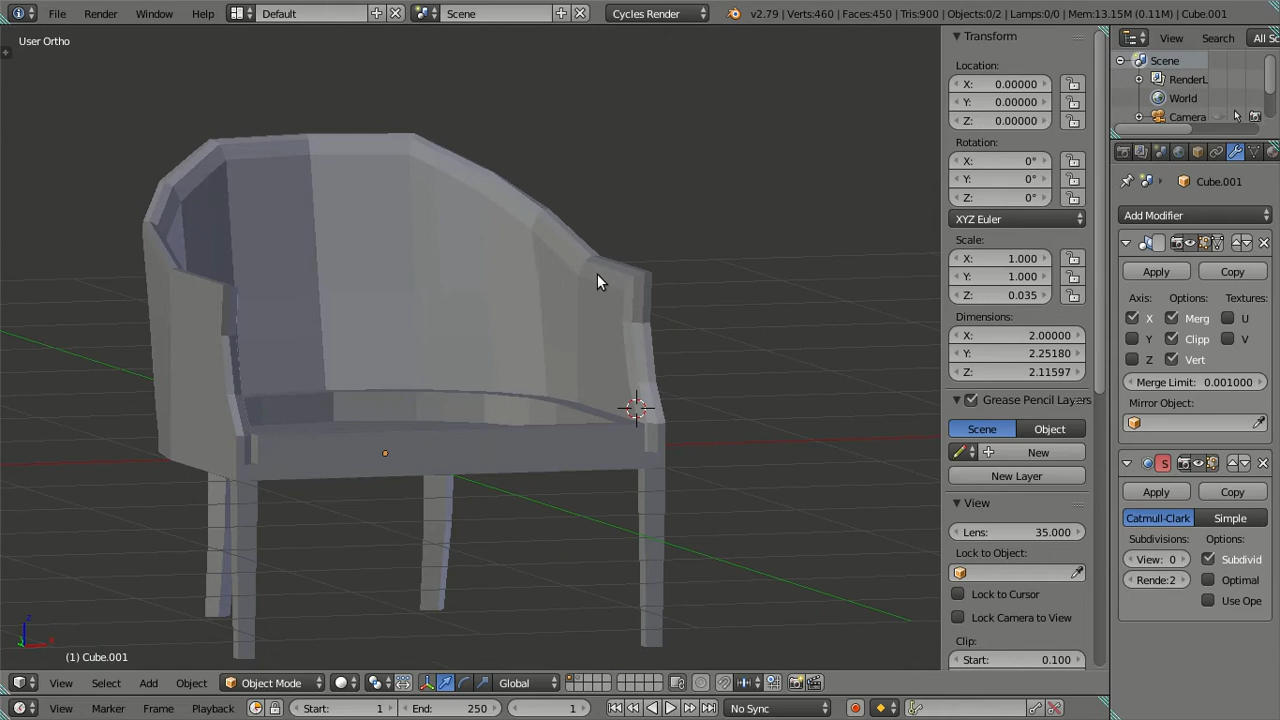 File Render Window Help Default Scene Cycles Render v2.79 | Verts:460 | Faces:450 | Tris:900 | Objects:0/2 | Lamps:0/0 | Mem:13.15M (0.11M) | Cube.001
User Ortho
Transform
View Search All Sc
Location:
Scene
X: 0.00000
RenderL
Y: 0.00000
World
Z: 0.00000
Camera
Rotation:
X: 0°
Y: 0°
Z: 0°
Cube.001
XYZ Euler
Add Modifier
Scale:
X: 1.000
Y: 1.000
Apply Copy
Z: 0.035
Axis: Options: Textures:
Dimensions:
X Merg U
X: 2.00000
Y Clipp V
Y: 2.25180
Z Vert
Z: 2.11597
Merge Limit: 0.001000
Grease Pencil Layers
Mirror Object:
Scene Object
New
S
New Layer
Apply Copy
View
Catmull-Clark Simple
Lens: 35.000
Subdivisions: Options:
Lock to Object:
View: 0 Subdivid
Rende:2 Optimal
Lock to Cursor
Use Ope
Lock Camera to View
Clip:
Start: 0.100
z
x
(1) Cube.001
View Select Add Object Object Mode Global
View Marker Frame Playback Start: 1 End: 250 1 No Sync